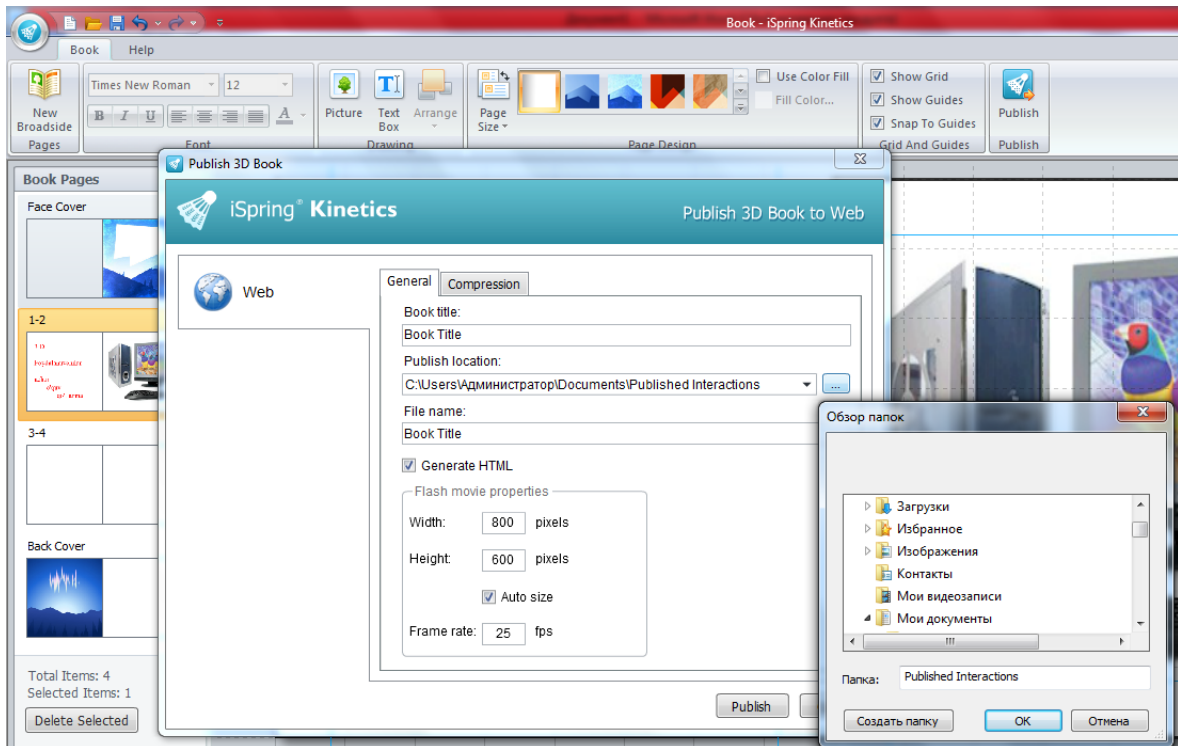 Book - iSpring Kinetics
Book Help
New Broadside
Pages
Times New Roman 12
B I U A
Font
Picture
Text Box
Arrange
Drawing
Page Size
Use Color Fill
Fill Color...
Page Design
Show Grid
Show Guides
Snap To Guides
Grid And Guides
Publish
Publish
Book Pages
Face Cover
1-2
3-4
Back Cover
Total Items: 4
Selected Items: 1
Delete Selected
Publish 3D Book
iSpring® Kinetics
Publish 3D Book to Web
Web
General Compression
Book title:
Book Title
Publish location:
C:\Users\Администратор\Documents\Published Interactions
...
File name:
Book Title
Generate HTML
Flash movie properties
Width: 800 pixels
Height: 600 pixels
Auto size
Frame rate: 25 fps
Publish
Обзор папок
Загрузки
Избранное
Изображения
Контакты
Мои видеозаписи
Мои документы
Папка: Published Interactions
Создать папку OK Отмена